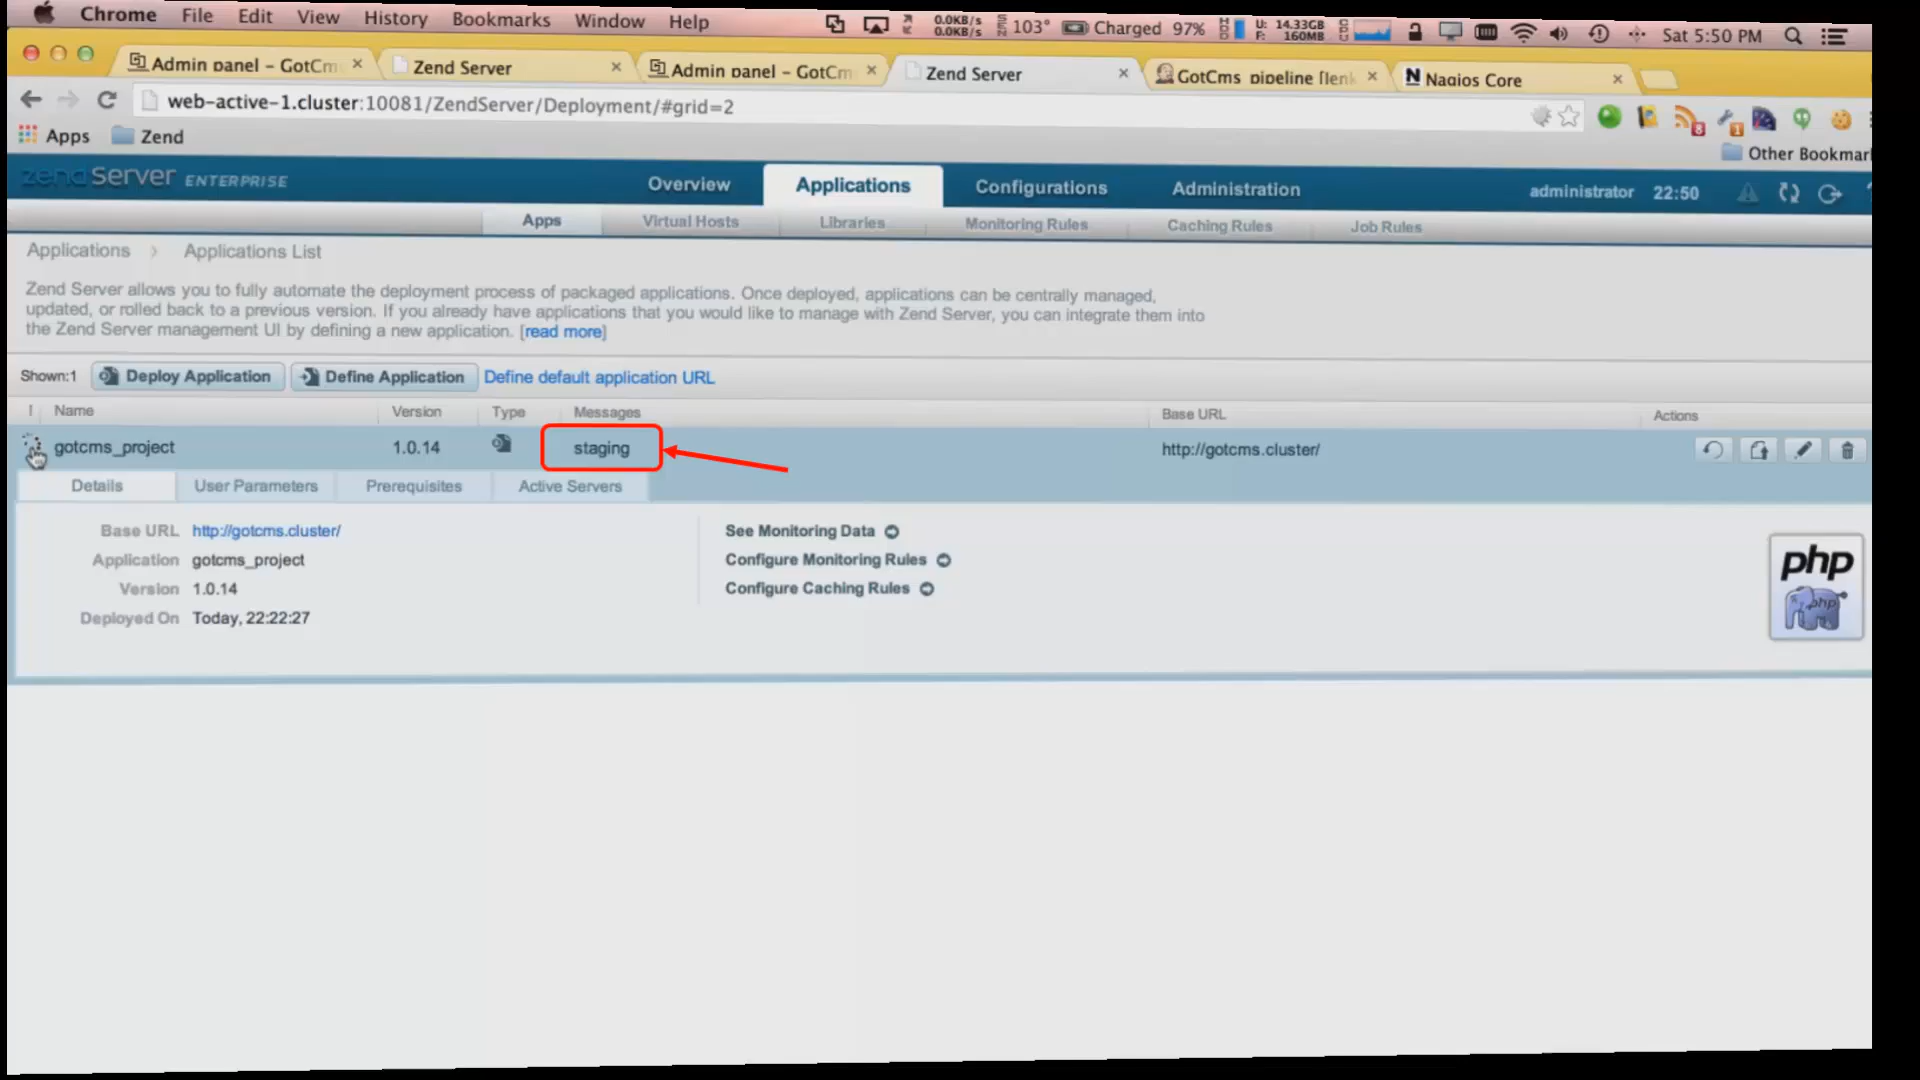 Chrome File Edit View History Bookmarks Window Help 0.0KB/s 0.0KB/s 103° Charged 97% U: 14.33GB F: 160MB Sat 5:50 PM
Admin panel - GotCm Zend Server Admin panel - GotCm Zend Server GotCms pipeline [Jenk Nagios Core
web-active-1.cluster:10081/ZendServer/Deployment/#grid=2
Apps Zend Other Bookmar
zend Server ENTERPRISE Overview Applications Configurations Administration administrator 22:50
Apps Virtual Hosts Libraries Monitoring Rules Caching Rules Job Rules
Applications Applications List
Zend Server allows you to fully automate the deployment process of packaged applications. Once deployed, applications can be centrally managed,
updated, or rolled back to a previous version. If you already have applications that you would like to manage with Zend Server, you can integrate them into
the Zend Server management UI by defining a new application. [read more]
Shown:1 Deploy Application Define Application Define default application URL
! Name Version Type Messages Base URL Actions
gotcms_project 1.0.14 staging http://gotcms.cluster/
Details User Parameters Prerequisites Active Servers
Base URL http://gotcms.cluster/ See Monitoring Data
Application gotcms_project Configure Monitoring Rules
Version 1.0.14 Configure Caching Rules
Deployed On Today, 22:22:27
php
php